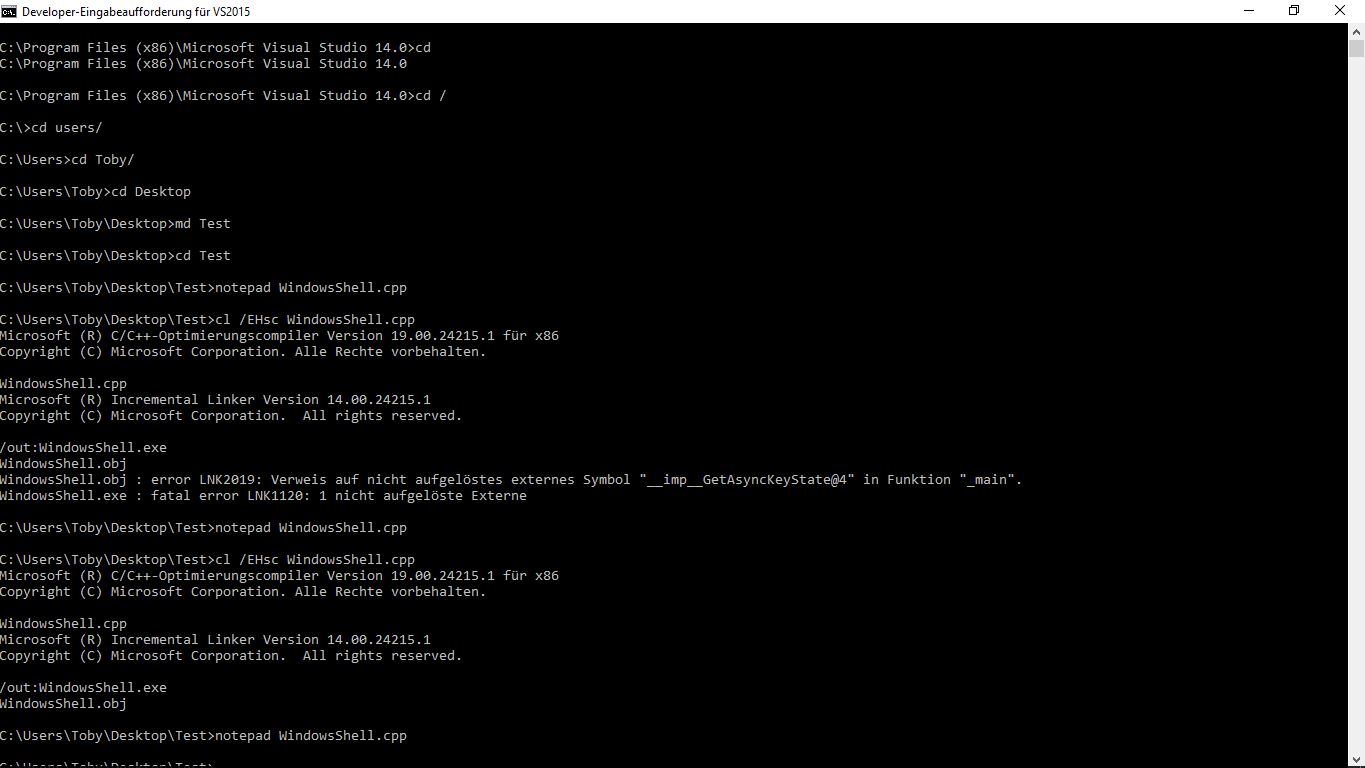 Developer-Eingabeaufforderung für VS2015
C:\Program Files (x86)\Microsoft Visual Studio 14.0>cd
C:\Program Files (x86)\Microsoft Visual Studio 14.0
C:\Program Files (x86)\Microsoft Visual Studio 14.0>cd /
C:\>cd users/
C:\Users>cd Toby/
C:\Users\Toby>cd Desktop
C:\Users\Toby\Desktop>md Test
C:\Users\Toby\Desktop>cd Test
C:\Users\Toby\Desktop\Test>notepad WindowsShell.cpp
C:\Users\Toby\Desktop\Test>cl /EHsc WindowsShell.cpp
Microsoft (R) C/C++-Optimierungscompiler Version 19.00.24215.1 für x86
Copyright (C) Microsoft Corporation. Alle Rechte vorbehalten.
WindowsShell.cpp
Microsoft (R) Incremental Linker Version 14.00.24215.1
Copyright (C) Microsoft Corporation.  All rights reserved.
/out:WindowsShell.exe
WindowsShell.obj
WindowsShell.obj : error LNK2019: Verweis auf nicht aufgelöstes externes Symbol "__imp__GetAsyncKeyState@4" in Funktion "_main".
WindowsShell.exe : fatal error LNK1120: 1 nicht aufgelöste Externe
C:\Users\Toby\Desktop\Test>notepad WindowsShell.cpp
C:\Users\Toby\Desktop\Test>cl /EHsc WindowsShell.cpp
Microsoft (R) C/C++-Optimierungscompiler Version 19.00.24215.1 für x86
Copyright (C) Microsoft Corporation. Alle Rechte vorbehalten.
WindowsShell.cpp
Microsoft (R) Incremental Linker Version 14.00.24215.1
Copyright (C) Microsoft Corporation.  All rights reserved.
/out:WindowsShell.exe
WindowsShell.obj
C:\Users\Toby\Desktop\Test>notepad WindowsShell.cpp
C:\Users\Toby\Desktop\Test>